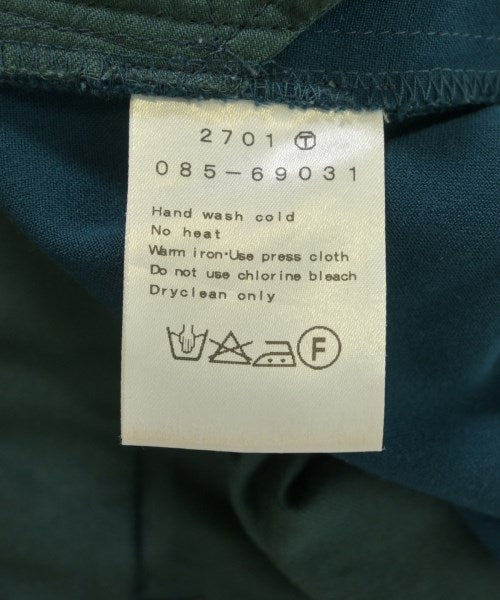 2701 Ⓣ
085-69031
Hand wash cold
No heat
Warm iron·Use press cloth
Do not use chlorine bleach
Dryclean only
F